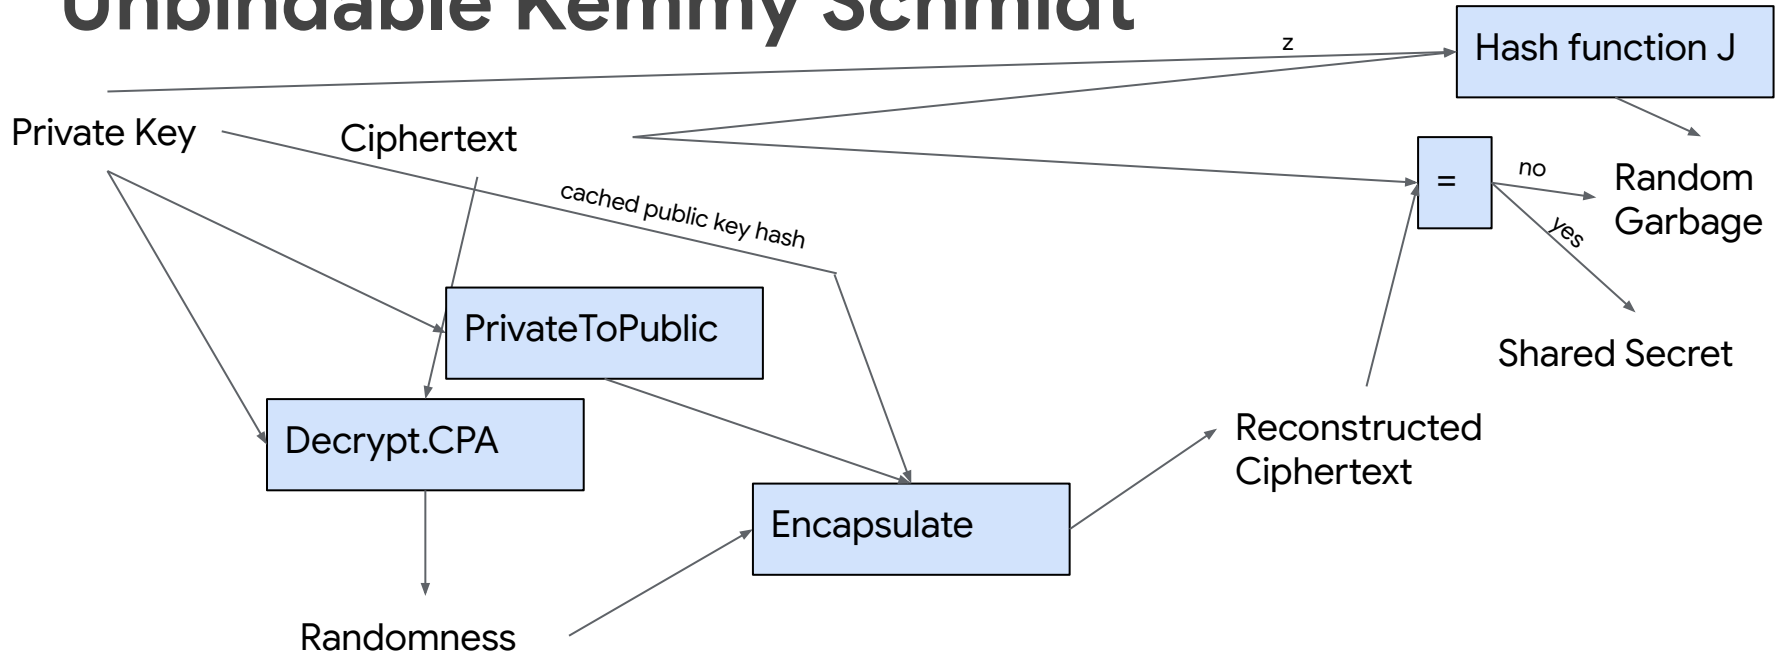 Unbindable Kemmy Schmidt
z
Hash function J
Private Key
Ciphertext
cached public key hash
=
no
yes
Random
Garbage
PrivateToPublic
Shared Secret
Decrypt.CPA
Reconstructed
Ciphertext
Encapsulate
Randomness